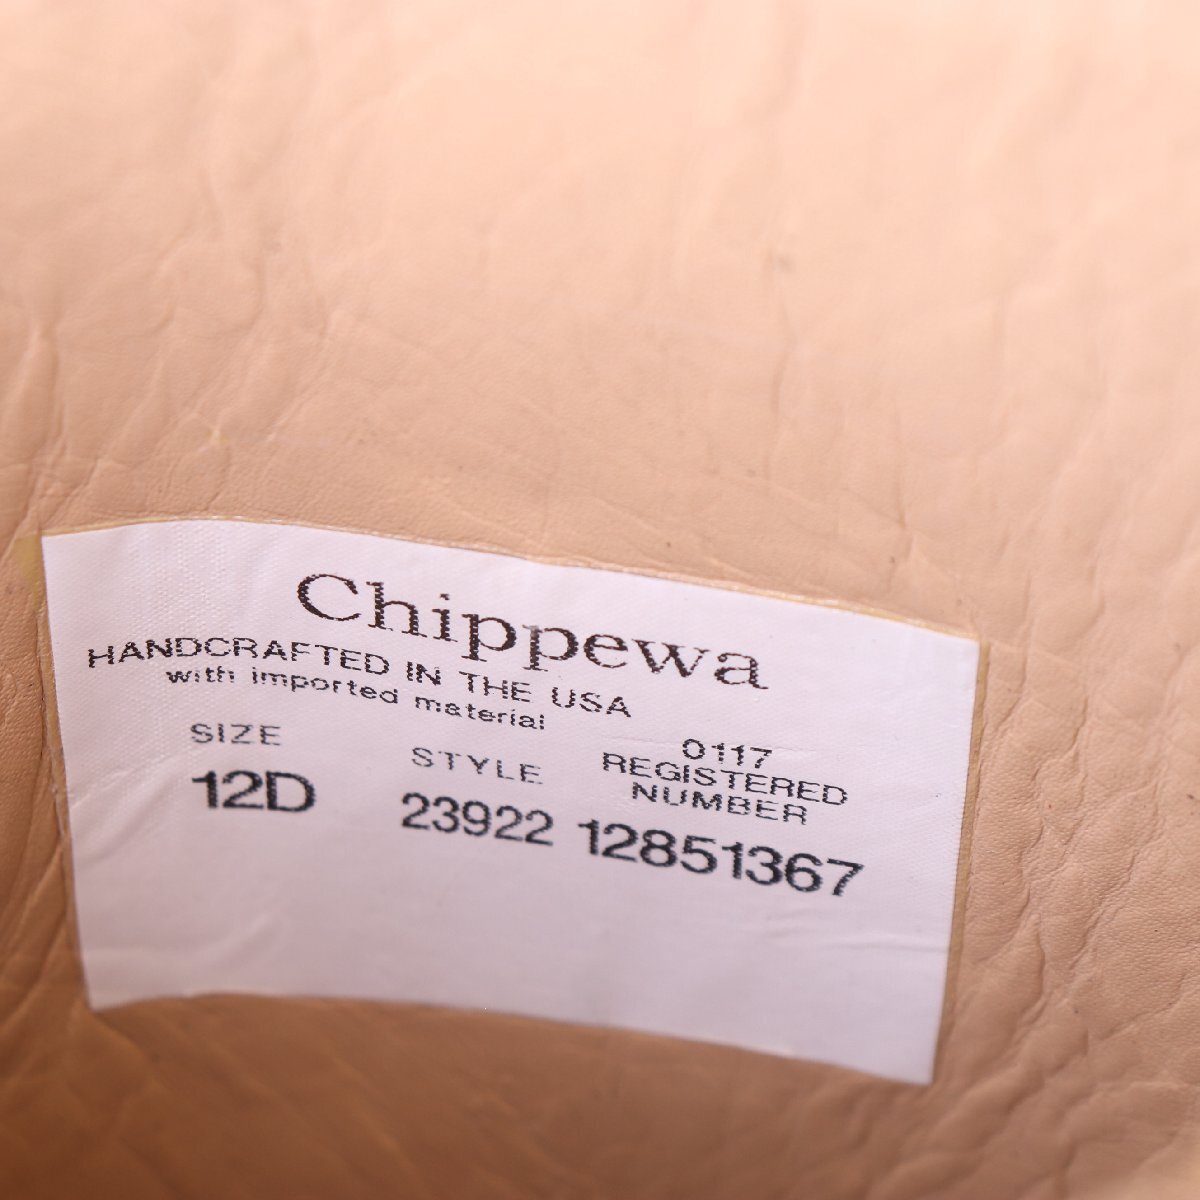 Chippewa
HANDCRAFTED IN THE USA
with imported material
SIZE
12D
STYLE
23922
0117
REGISTERED
NUMBER
12851367